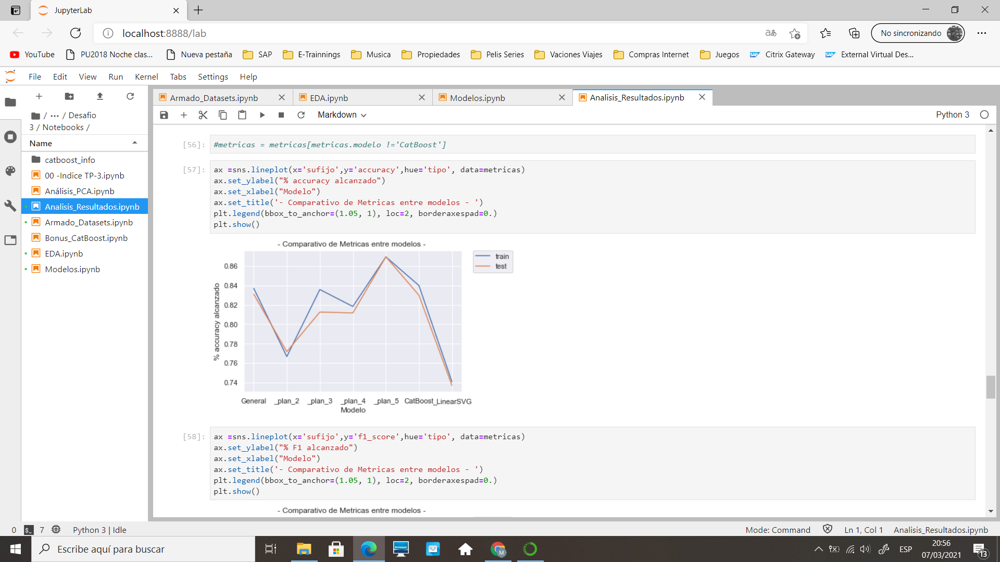 JupyterLab
localhost:8888/lab
No sincronizando
YouTube
PU2018 Noche clas...
Nueva pestaña
SAP
E-Trainnings
Musica
Propiedades
Pelis Series
Vaciones Viajes
Compras Internet
Juegos
Citrix Gateway
External Virtual Des...
File Edit View Run Kernel Tabs Settings Help
Armado_Datasets.ipynb
EDA.ipynb
Modelos.ipynb
Analisis_Resultados.ipynb
Markdown
Python 3
/ ··· / Desafio
3 / Notebooks /
Name
catboost_info
00 -Indice TP-3.ipynb
Análisis_PCA.ipynb
Analisis_Resultados.ipynb
Armado_Datasets.ipynb
Bonus_CatBoost.ipynb
EDA.ipynb
Modelos.ipynb
[56]: #metricas = metricas[metricas.modelo !='CatBoost']
[57]: ax =sns.lineplot(x='sufijo',y='accuracy',hue='tipo', data=metricas)
ax.set_ylabel("% accuracy alcanzado")
ax.set_xlabel("Modelo")
ax.set_title('- Comparativo de Metricas entre modelos - ')
plt.legend(bbox_to_anchor=(1.05, 1), loc=2, borderaxespad=0.)
plt.show()
- Comparativo de Metricas entre modelos -
train
test
% accuracy alcanzado
0.86
0.84
0.82
0.80
0.78
0.76
0.74
General _plan_2 _plan_3 _plan_4 _plan_5 CatBoost _LinearSVG
Modelo
[58]: ax =sns.lineplot(x='sufijo',y='f1_score',hue='tipo', data=metricas)
ax.set_ylabel("% F1 alcanzado")
ax.set_xlabel("Modelo")
ax.set_title('- Comparativo de Metricas entre modelos - ')
plt.legend(bbox_to_anchor=(1.05, 1), loc=2, borderaxespad=0.)
plt.show()
- Comparativo de Metricas entre modelos -
0 $_ 7 Python 3 | Idle
Mode: Command
Ln 1, Col 1
Analisis_Resultados.ipynb
Escribe aquí para buscar
M
ESP
20:56
07/03/2021
13